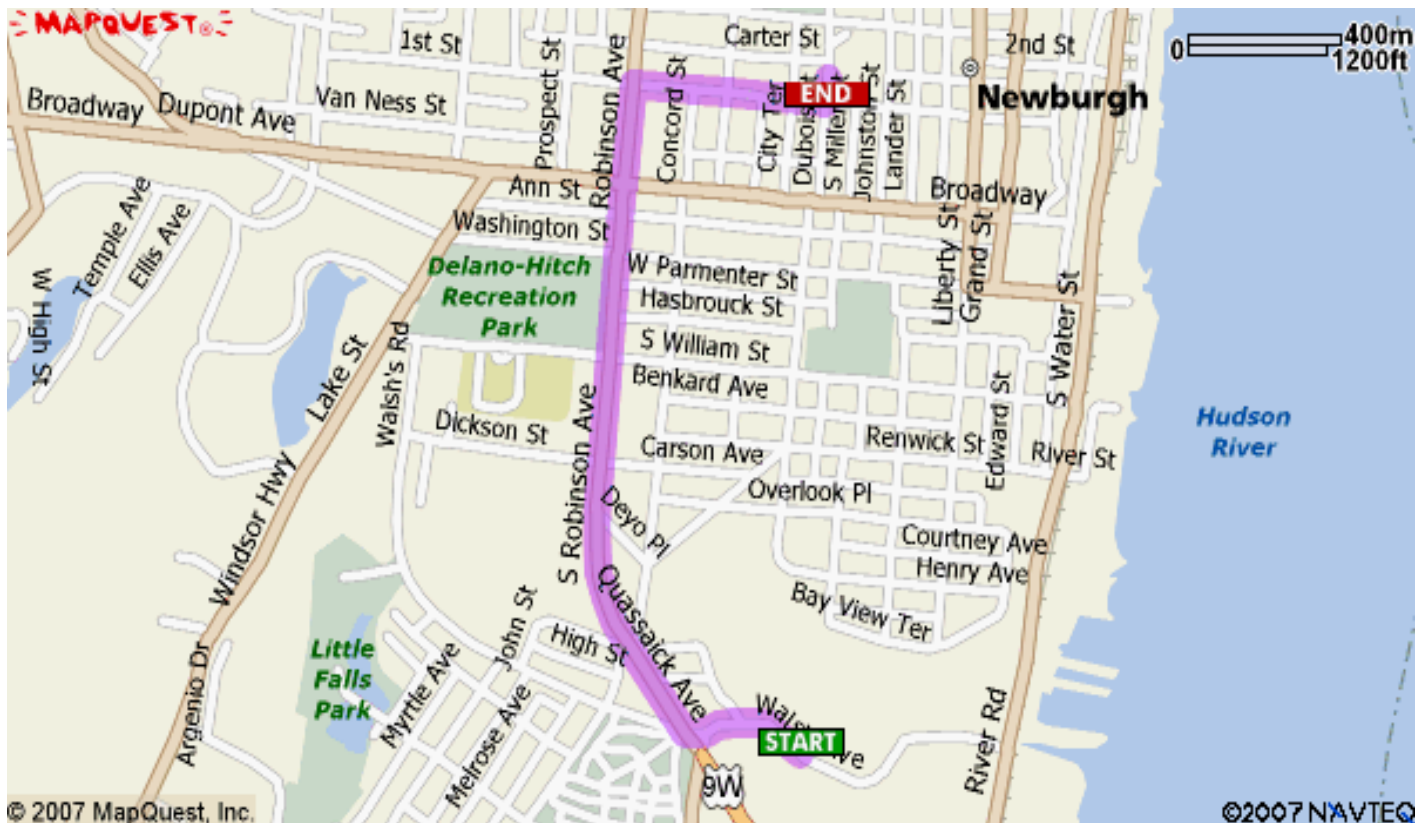 MAPQUEST®
1st St
Prospect St
Robinson Ave
Carter St
2nd St
0
400m
1200ft
Broadway
Dupont Ave
Van Ness St
Concord St
City Ter
END
S Miller St
Johnston St
Lander St
Newburgh
Ann St
Broadway
Washington St
Temple Ave
Ellis Ave
W High St
Delano-Hitch
Recreation
Park
W Parmenter St
Hasbrouck St
S William St
Benkard Ave
Liberty St
Grand St
S Water St
Lake St
Walsh's Rd
Dickson St
S Robinson Ave
Carson Ave
Renwick St
Edward St
River St
Hudson
River
Overlook Pl
Deyo Pl
Courtney Ave
Henry Ave
Bay View Ter
Windsor Hwy
Quassaick Ave
High St
John St
Argenio Dr
Little
Falls
Park
Myrtle Ave
Melrose Ave
START
River Rd
9W
© 2007 MapQuest, Inc.
©2007 NAVTEQ